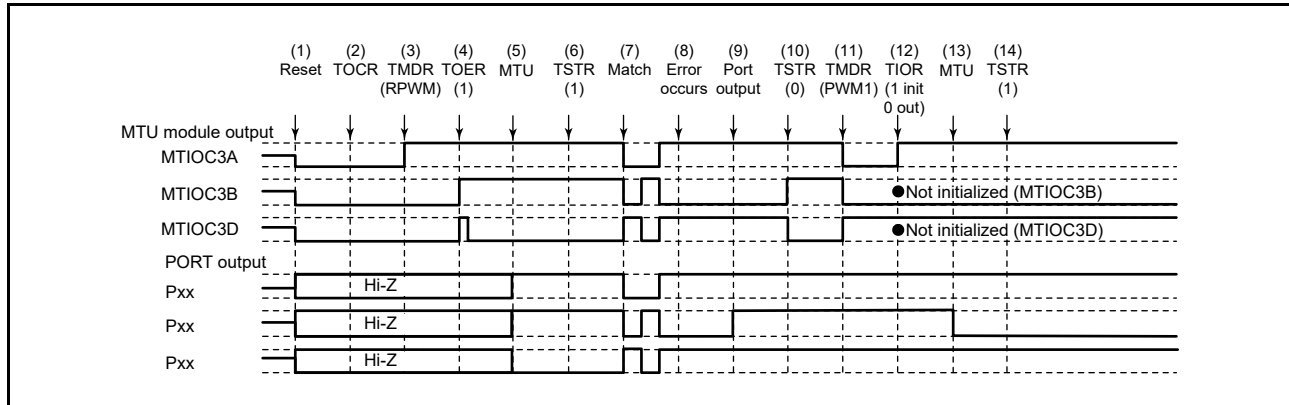 (1) (2) (3) (4) (5) (6) (7) (8) (9) (10) (11) (12) (13) (14)
Reset TOCR TMDR TOER MTU TSTR Match Error Port TSTR TMDR TIOR MTU TSTR
(RPWM) (1) (1) occurs output (0) (PWM1) (1 init (1)
0 out)
MTU module output
MTIOC3A
MTIOC3B
●Not initialized (MTIOC3B)
MTIOC3D
●Not initialized (MTIOC3D)
PORT output
Pxx
Hi-Z
Pxx
Hi-Z
Pxx
Hi-Z